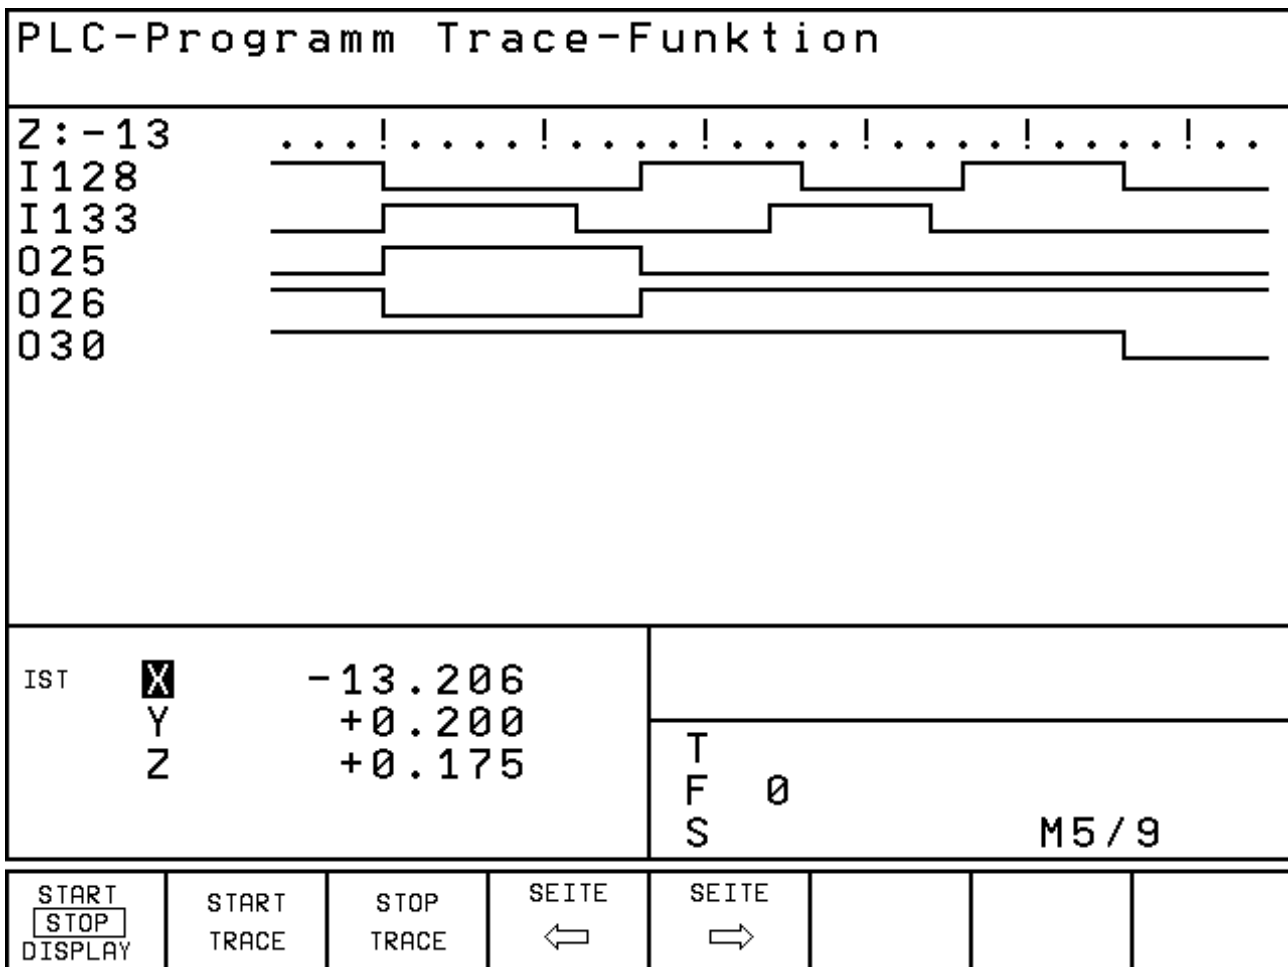 PLC-Programm Trace-Funktion
Z:-13 ...!....!....!....!....!....!..
I128
I133
O25
O26
O30
IST X -13.206
Y +0.200
Z +0.175
T
F 0
S M5/9
START STOP DISPLAY
START TRACE
STOP TRACE
SEITE
SEITE